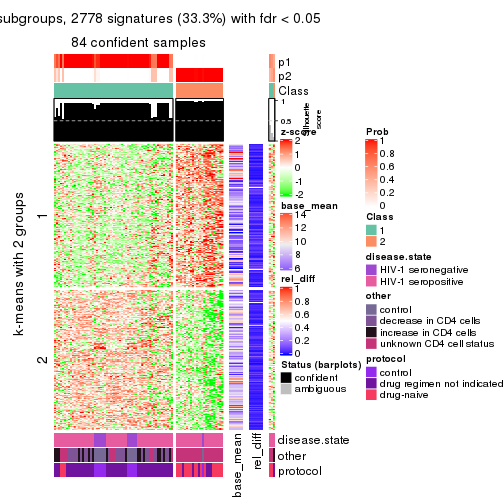 subgroups, 2778 signatures (33.3%) with fdr < 0.05
84 confident samples
p1
p2
Class
1
0.5
0
silhouette
score
k-means with 2 groups
1
2
z-score
2
1
0
-1
-2
base_mean
14
12
10
8
6
rel_diff
1
0.8
0.6
0.4
0.2
0
Status (barplots)
confident
ambiguous
Prob
1
0.8
0.6
0.4
0.2
0
Class
1
2
disease.state
HIV-1 seronegative
HIV-1 seropositive
other
control
decrease in CD4 cells
increase in CD4 cells
unknown CD4 cell status
protocol
control
drug regimen not indicated
drug-naive
disease.state
other
protocol
base_mean
rel_diff